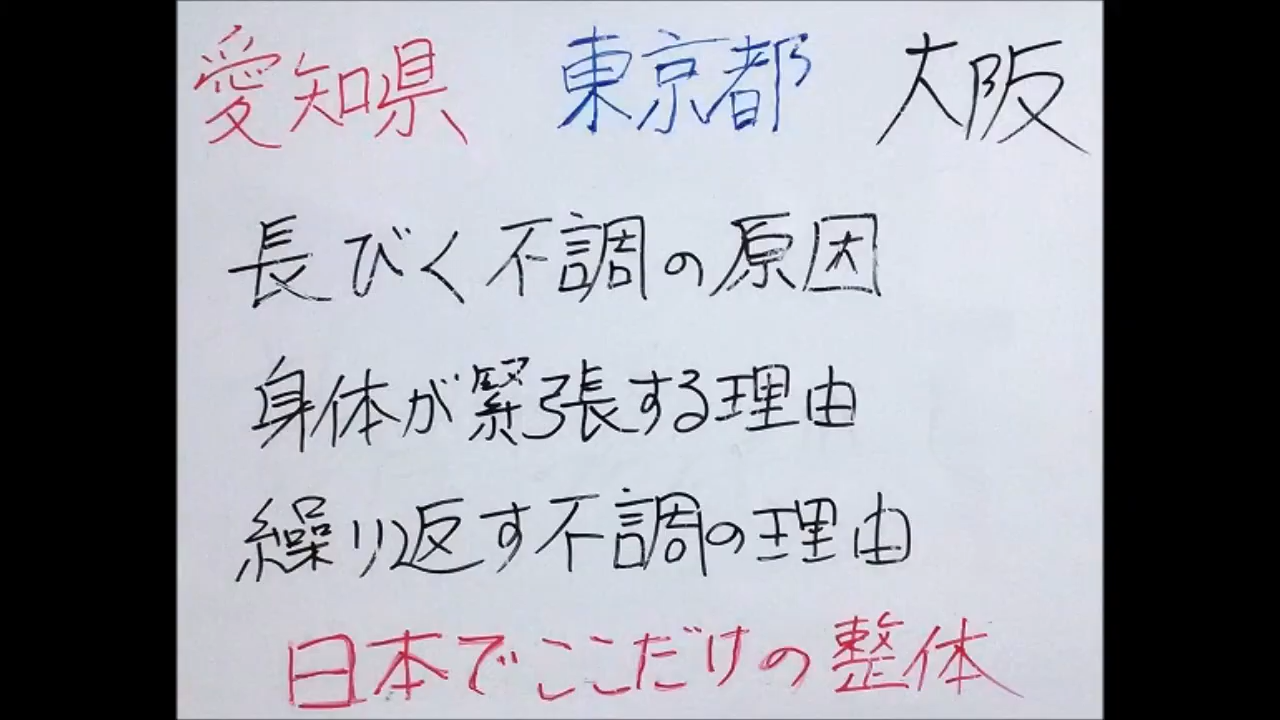 愛知県 東京都 大阪
長びく不調の原因
身体が緊張する理由
繰り返す不調の理由
日本でここだけの整体